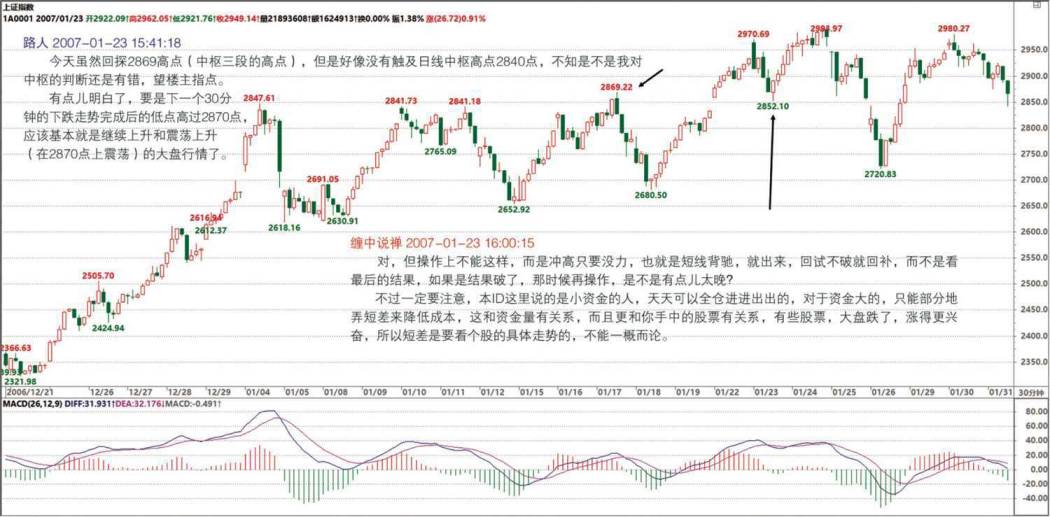 上证指数
1A0001 2007/01/23 开2922.09↑高2962.05↑低2921.76↑收2949.14↑量21893608↑额1624913↑换0.00% 振1.38% 涨(26.72)0.91%
路人 2007-01-23 15:41:18
今天虽然回探2869高点(中枢三段的高点),但是好像没有触及日线中枢高点2840点,不知是不是我对
中枢的判断还是有错,望楼主指点。
有点儿明白了,要是下一个30分
钟的下跌走势完成后的低点高过2870点,
应该基本就是继续上升和震荡上升
(在2870点上震荡)的大盘行情了。
缠中说禅 2007-01-23 16:00:15
对,但操作上不能这样,而是冲高只要没力,也就是短线背驰,就出来,回试不破就回补,而不是看
最后的结果,如果是结果破了,那时候再操作,是不是有点儿太晚?
不过一定要注意,本ID这里说的是小资金的人,天天可以全仓进进出出的,对于资金大的,只能部分地
弄短差来降低成本,这和资金量有关系,而且更和你手中的股票有关系,有些股票,大盘跌了,涨得更兴
奋,所以短差是要看个股的具体走势的,不能一概而论。
2366.63
2321.98
2505.70
2424.94
2612.37
2847.61
2618.16
2691.05
2630.91
2841.73
2765.09
2841.18
2652.92
2869.22
2680.50
2970.69
2852.10
2720.83
2980.27
2950.00
2900.00
2850.00
2800.00
2750.00
2700.00
2650.00
2600.00
2550.00
2500.00
2450.00
2400.00
2350.00
2006/12/21 12/26 12/27 12/28 12/29 01/04 01/05 01/08 01/09 01/10 01/11 01/12 01/15 01/16 01/17 01/18 01/19 01/22 01/23 01/24 01/25 01/26 01/29 01/30 01/31 30分钟
MACD(26,12,9) DIFF:31.931↑DEA:32.176↓MACD:-0.491↑
80.00
60.00
40.00
20.00
0.00
-20.00
-40.00